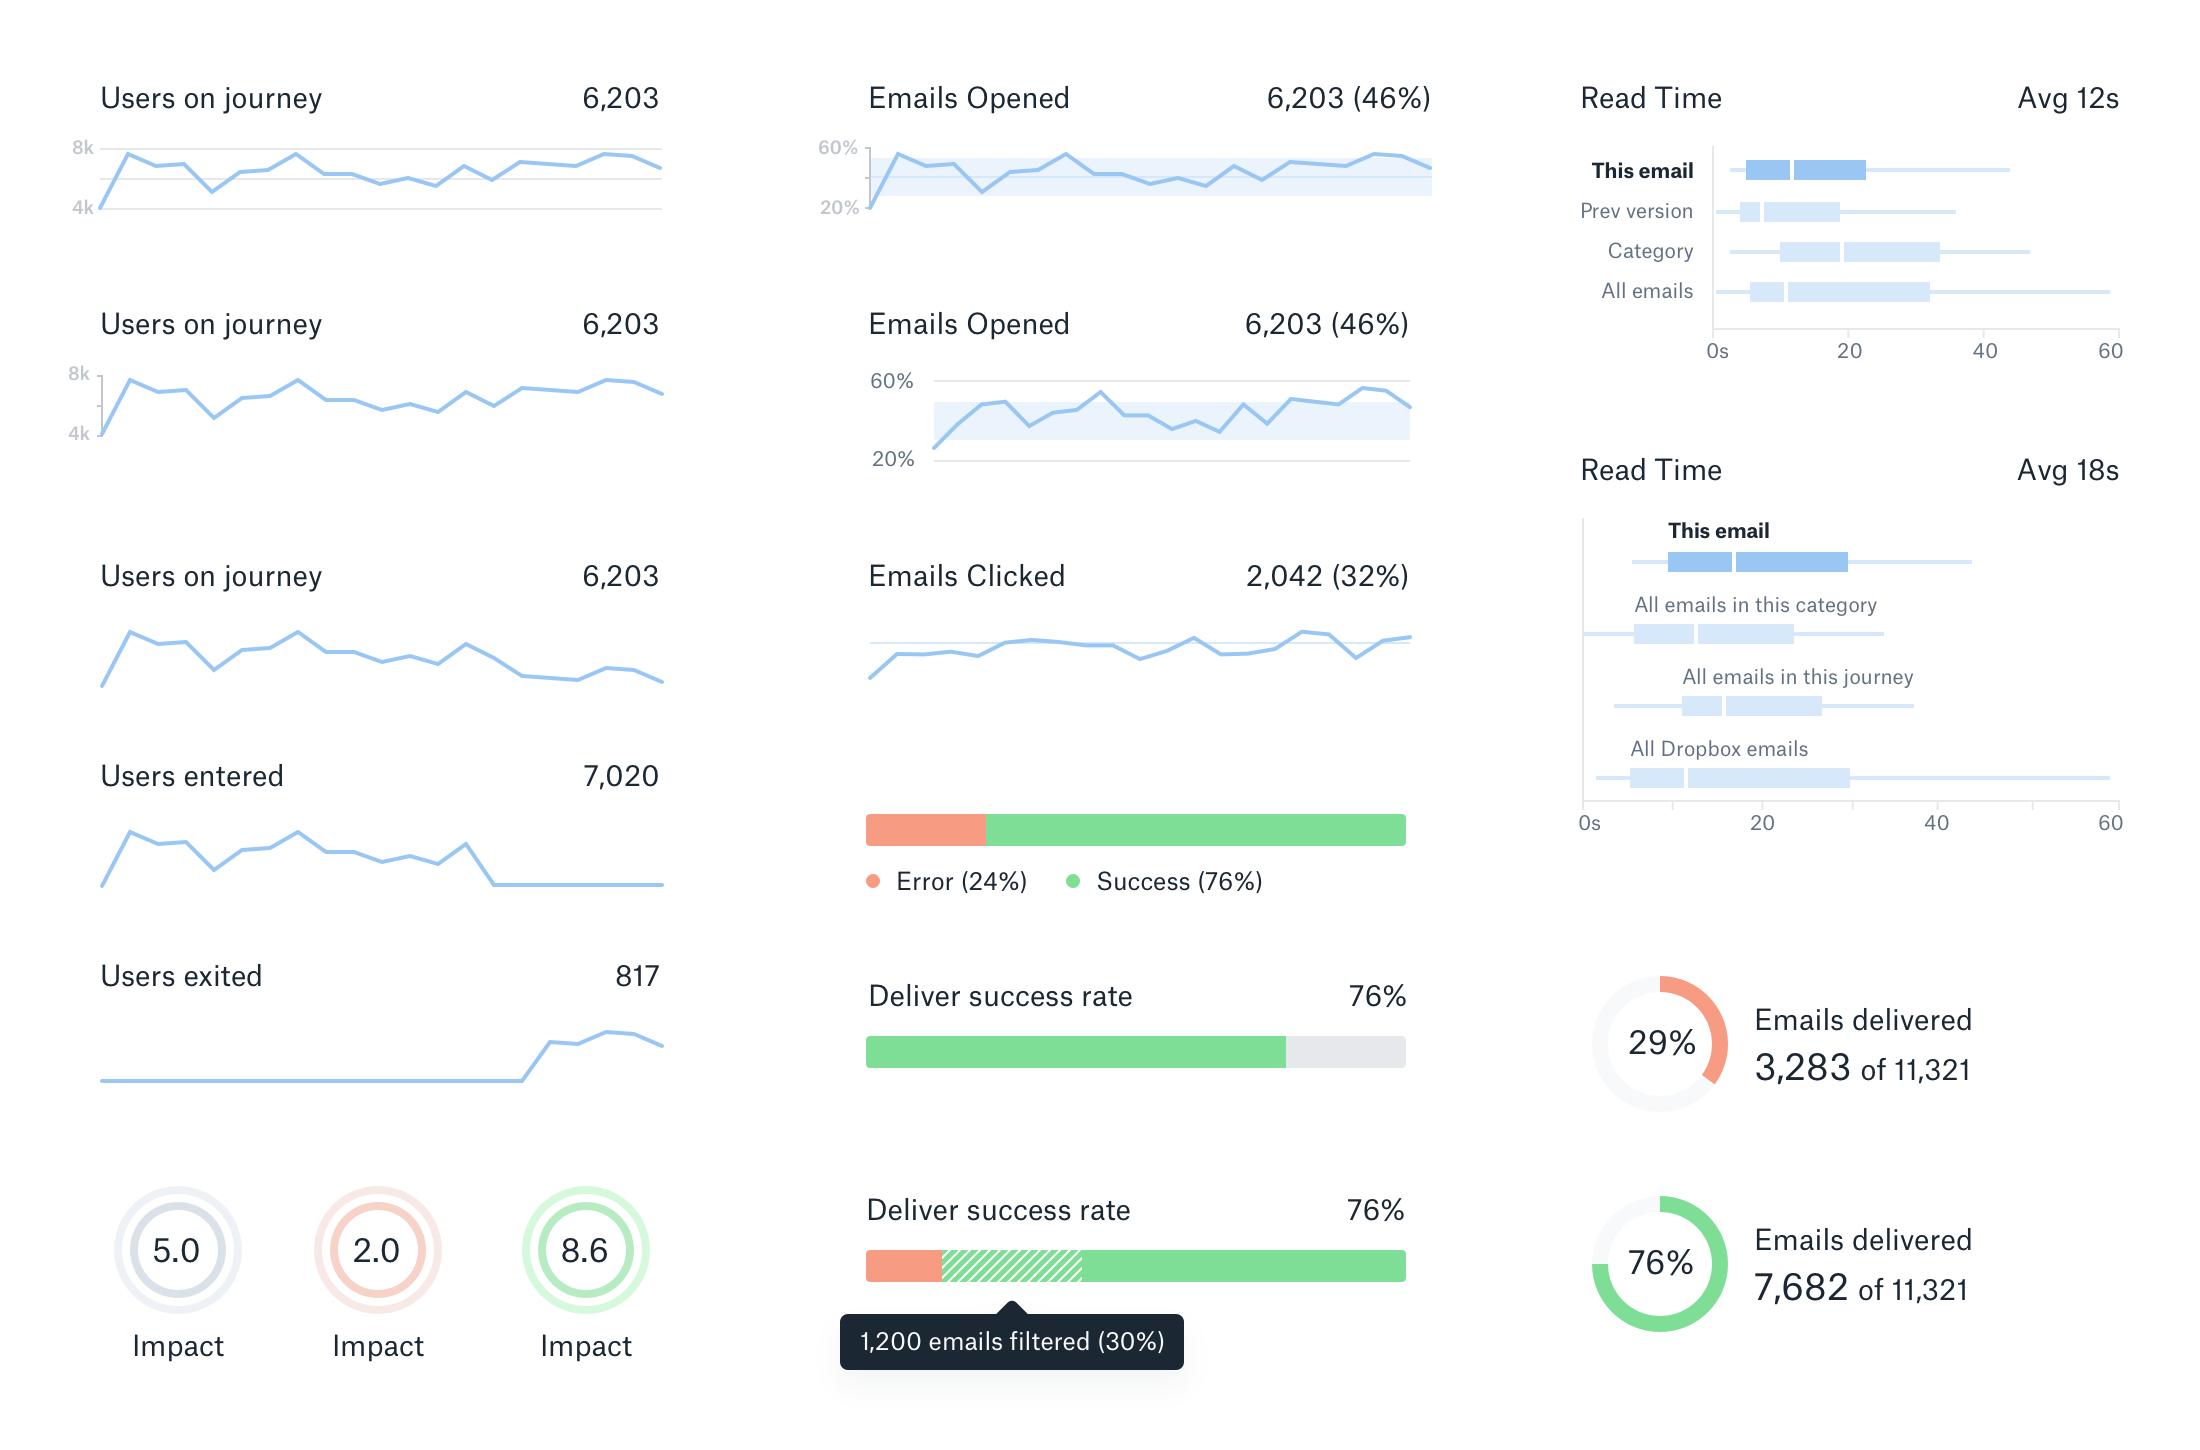 Users on journey 6,203
8k
4k
Users on journey 6,203
8k
4k
Users on journey 6,203
Users entered 7,020
Users exited 817
5.0 2.0 8.6
Impact Impact Impact
Emails Opened 6,203 (46%)
60%
20%
Emails Opened 6,203 (46%)
60%
20%
Emails Clicked 2,042 (32%)
Error (24%) Success (76%)
Deliver success rate 76%
Deliver success rate 76%
1,200 emails filtered (30%)
Read Time Avg 12s
This email
Prev version
Category
All emails
0s 20 40 60
Read Time Avg 18s
This email
All emails in this category
All emails in this journey
All Dropbox emails
0s 20 40 60
29%
Emails delivered
3,283 of 11,321
76%
Emails delivered
7,682 of 11,321